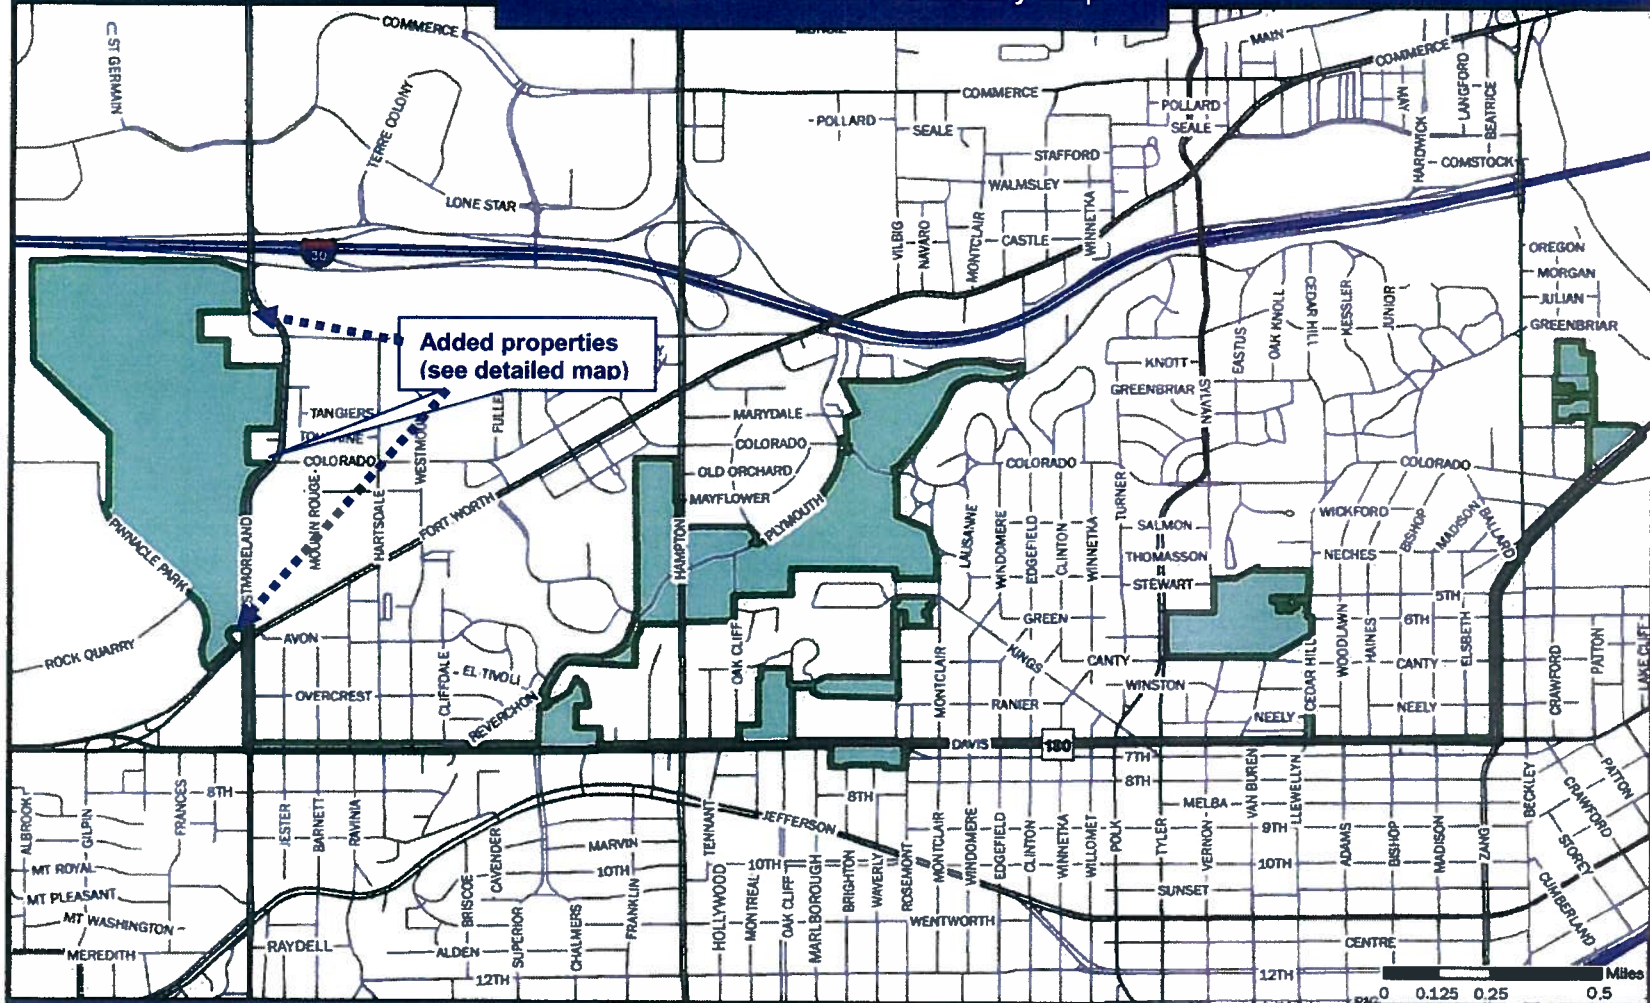 COMMERCE
MAIN
COMMERCE
ST GERMAIN
TERRE COLONY
COMMERCE
POLLARD
SEALE
POLLARD
SEALE
MAY
LANGFORD
BEATRICE
HARDWICK
COMSTOCK
STAFFORD
WALMSLEY
LONE STAR
VILBIG
NAVARO
MONTCLAIR
WINNETKA
CASTLE
30
OREGON
MORGAN
JULIAN
GREENBRIAR
EASTUS
OAK KNOLL
CEDAR HILL
KESSLER
JUNIOR
Added properties
(see detailed map)
KNOTT
GREENBRIAR
SYLVAN
TANGIERS
COLORADO
MARYDALE
COLORADO
OLD ORCHARD
MAYFLOWER
PLYMOUTH
COLORADO
COLORADO
MOUNIN ROUGE
HARTSDALE
FORT WORTH
HAMPTON
LAUSANNE
WINDOMERE
EDGEFIELD
CLINTON
WINNETKA
TURNER
SALMON
THOMASSON
STEWART
WICKFORD
BISHOP
MADISON
BALLARD
NECHES
PINNACLE PARK
5TH
6TH
ROCK QUARRY
AVON
GREEN
KINGS
CANTY
WINSTON
CEDAR HILL
WOODLAWN
HAINES
CANTY
ELSBETH
CRAWFORD
PATTON
LAKE CLIFF
EL TIVOLI
CLIFFDALE
OVERCREST
REVERCHON
OAK CLIFF
MONTCLAIR
RANIER
NEELY
NEELY
DAVIS
180
7TH
8TH
8TH
8TH
ALBROOK
GILPIN
FRANCES
JESTER
BARNETT
RAVINIA
CAVENDER
TENNANT
JEFFERSON
MELBA
VAN BUREN
LLEWELLYN
BECKLEY
CRAWFORD
PATTON
STOREY
CUMBERLAND
9TH
10TH
MARVIN
10TH
10TH
MONTCLAIR
WINDOMERE
EDGEFIELD
CLINTON
WINNETKA
WILLOMET
POLK
TYLER
VERNON
ADAMS
BISHOP
MADISON
ZANG
MT ROYAL
MT PLEASANT
MT WASHINGTON
MEREDITH
RAYDELL
BRISCOE
ALDEN
SUPERIOR
CHALMERS
FRANKLIN
HOLLYWOOD
MONTREAL
OAK CLIFF
MARLBOROUGH
BRIGHTON
WAVERLY
ROSEMONT
SUNSET
WENTWORTH
CENTRE
12TH
12TH
Miles
0 0.125 0.25 0.5